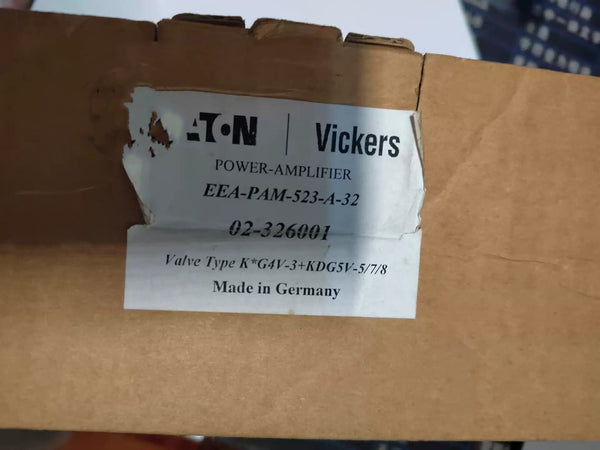 EATON | Vickers
POWER-AMPLIFIER
EEA-PAM-523-A-32
02-326001
Valve Type K*G4V-3+KDG5V-5/7/8
Made in Germany